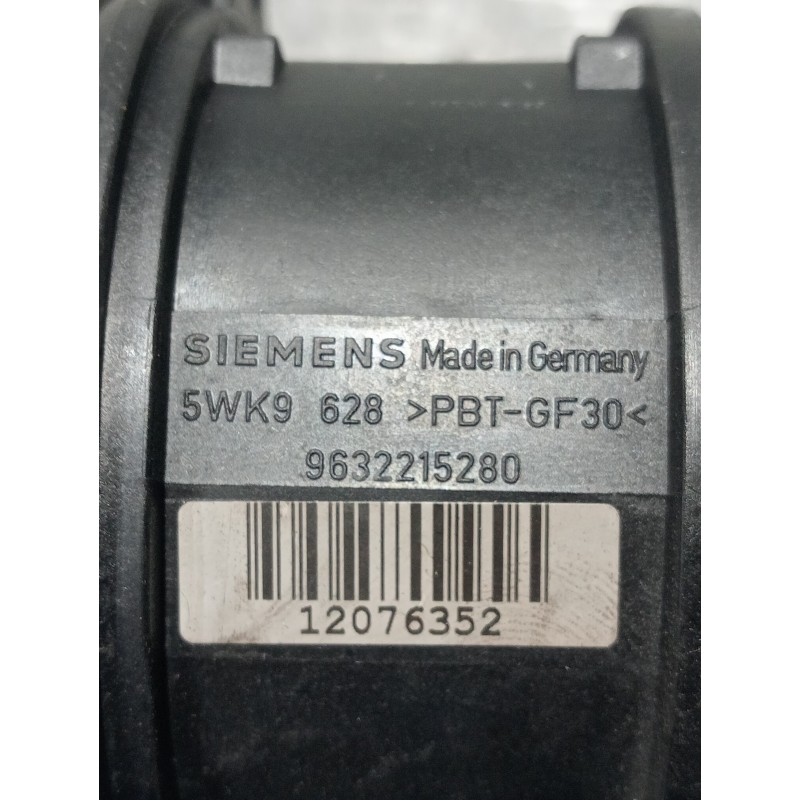 SIEMENS Made in Germany
5WK9 628 >PBT-GF30<
9632215280
12076352